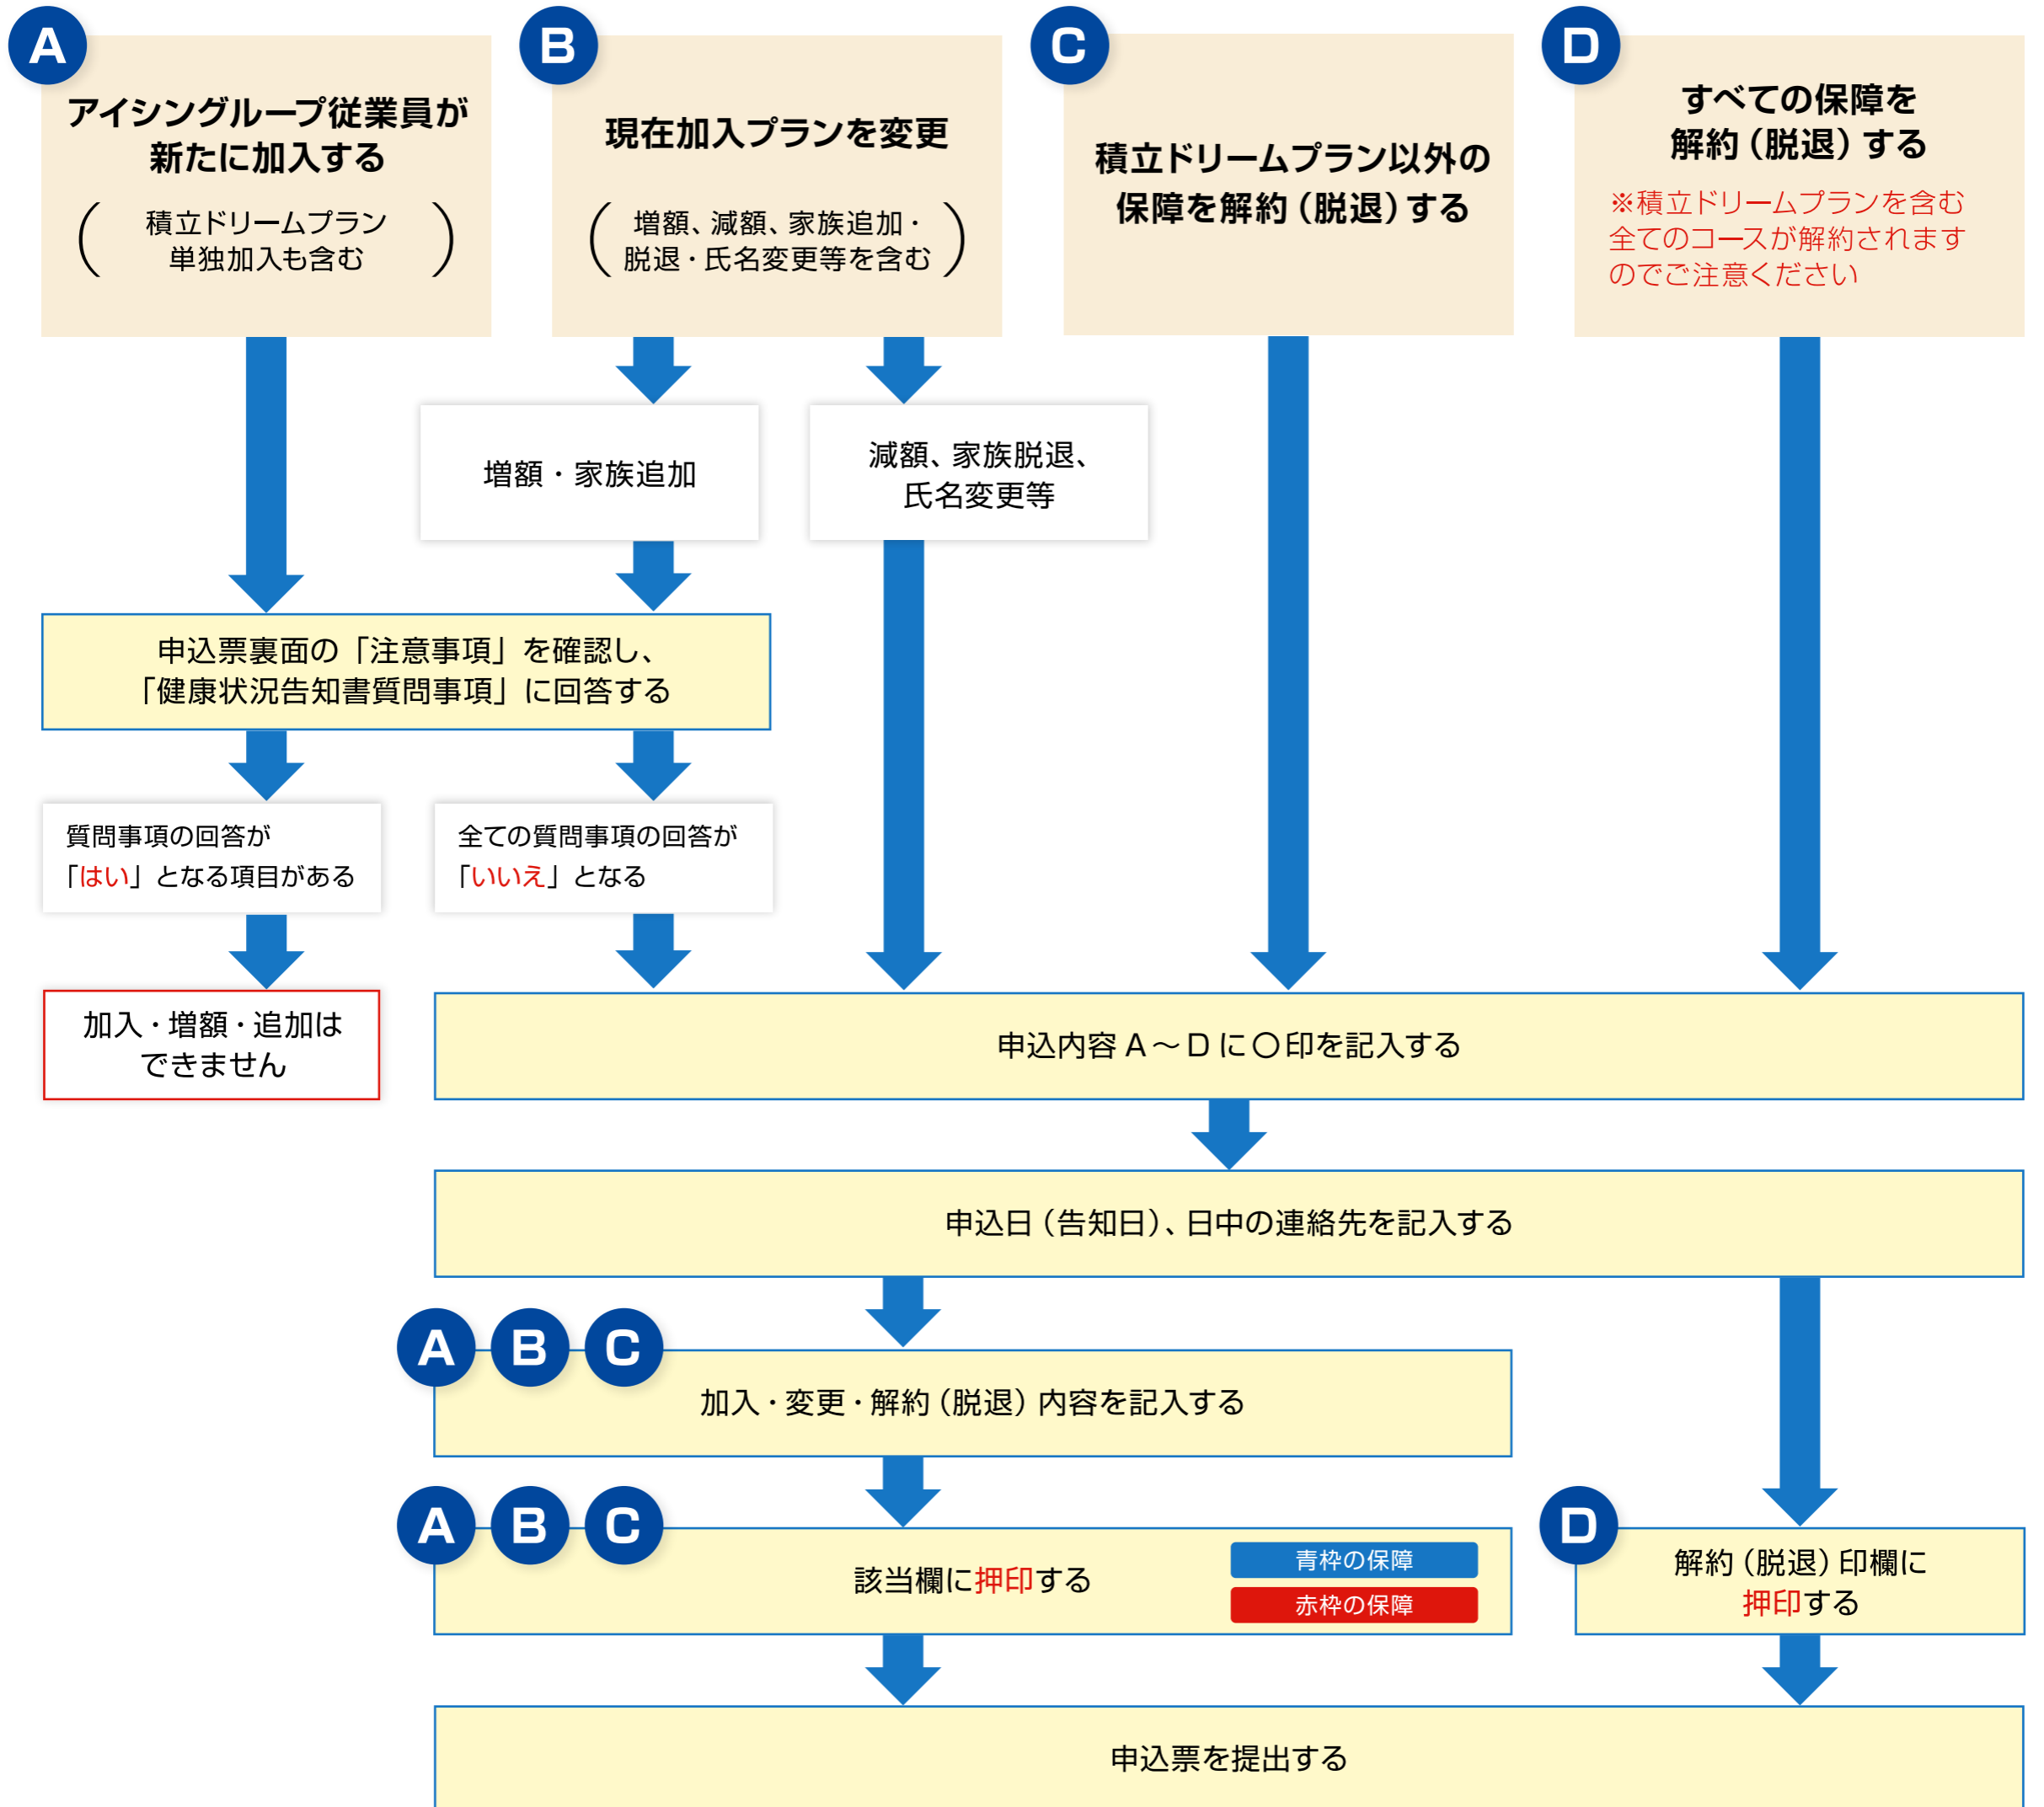 A
アイシングループ従業員が
新たに加入する
(積立ドリームプラン
単独加入も含む)
B
現在加入プランを変更
(増額、減額、家族追加・
脱退・氏名変更等を含む)
C
積立ドリームプラン以外の
保障を解約(脱退)する
D
すべての保障を
解約(脱退)する
※積立ドリームプランを含む
全てのコースが解約されます
のでご注意ください
増額・家族追加
減額、家族脱退、
氏名変更等
申込票裏面の「注意事項」を確認し、
「健康状況告知書質問事項」に回答する
質問事項の回答が
「はい」となる項目がある
全ての質問事項の回答が
「いいえ」となる
加入・増額・追加は
できません
申込内容A〜Dに〇印を記入する
申込日(告知日)、日中の連絡先を記入する
A B C
加入・変更・解約(脱退)内容を記入する
A B C
該当欄に押印する
青枠の保障
赤枠の保障
D
解約(脱退)印欄に
押印する
申込票を提出する